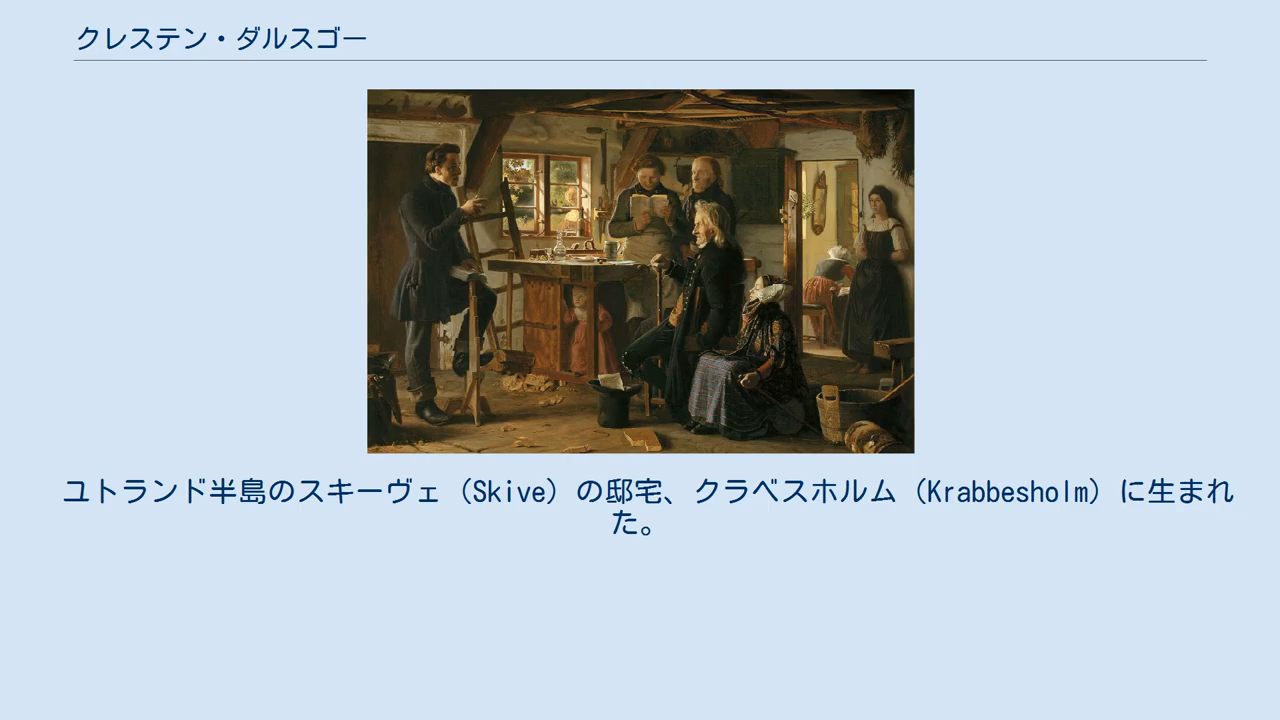 クレステン・ダルスゴー
ユトランド半島のスキーヴェ（Skive）の邸宅、クラベスホルム（Krabbesholm）に生まれ
た。